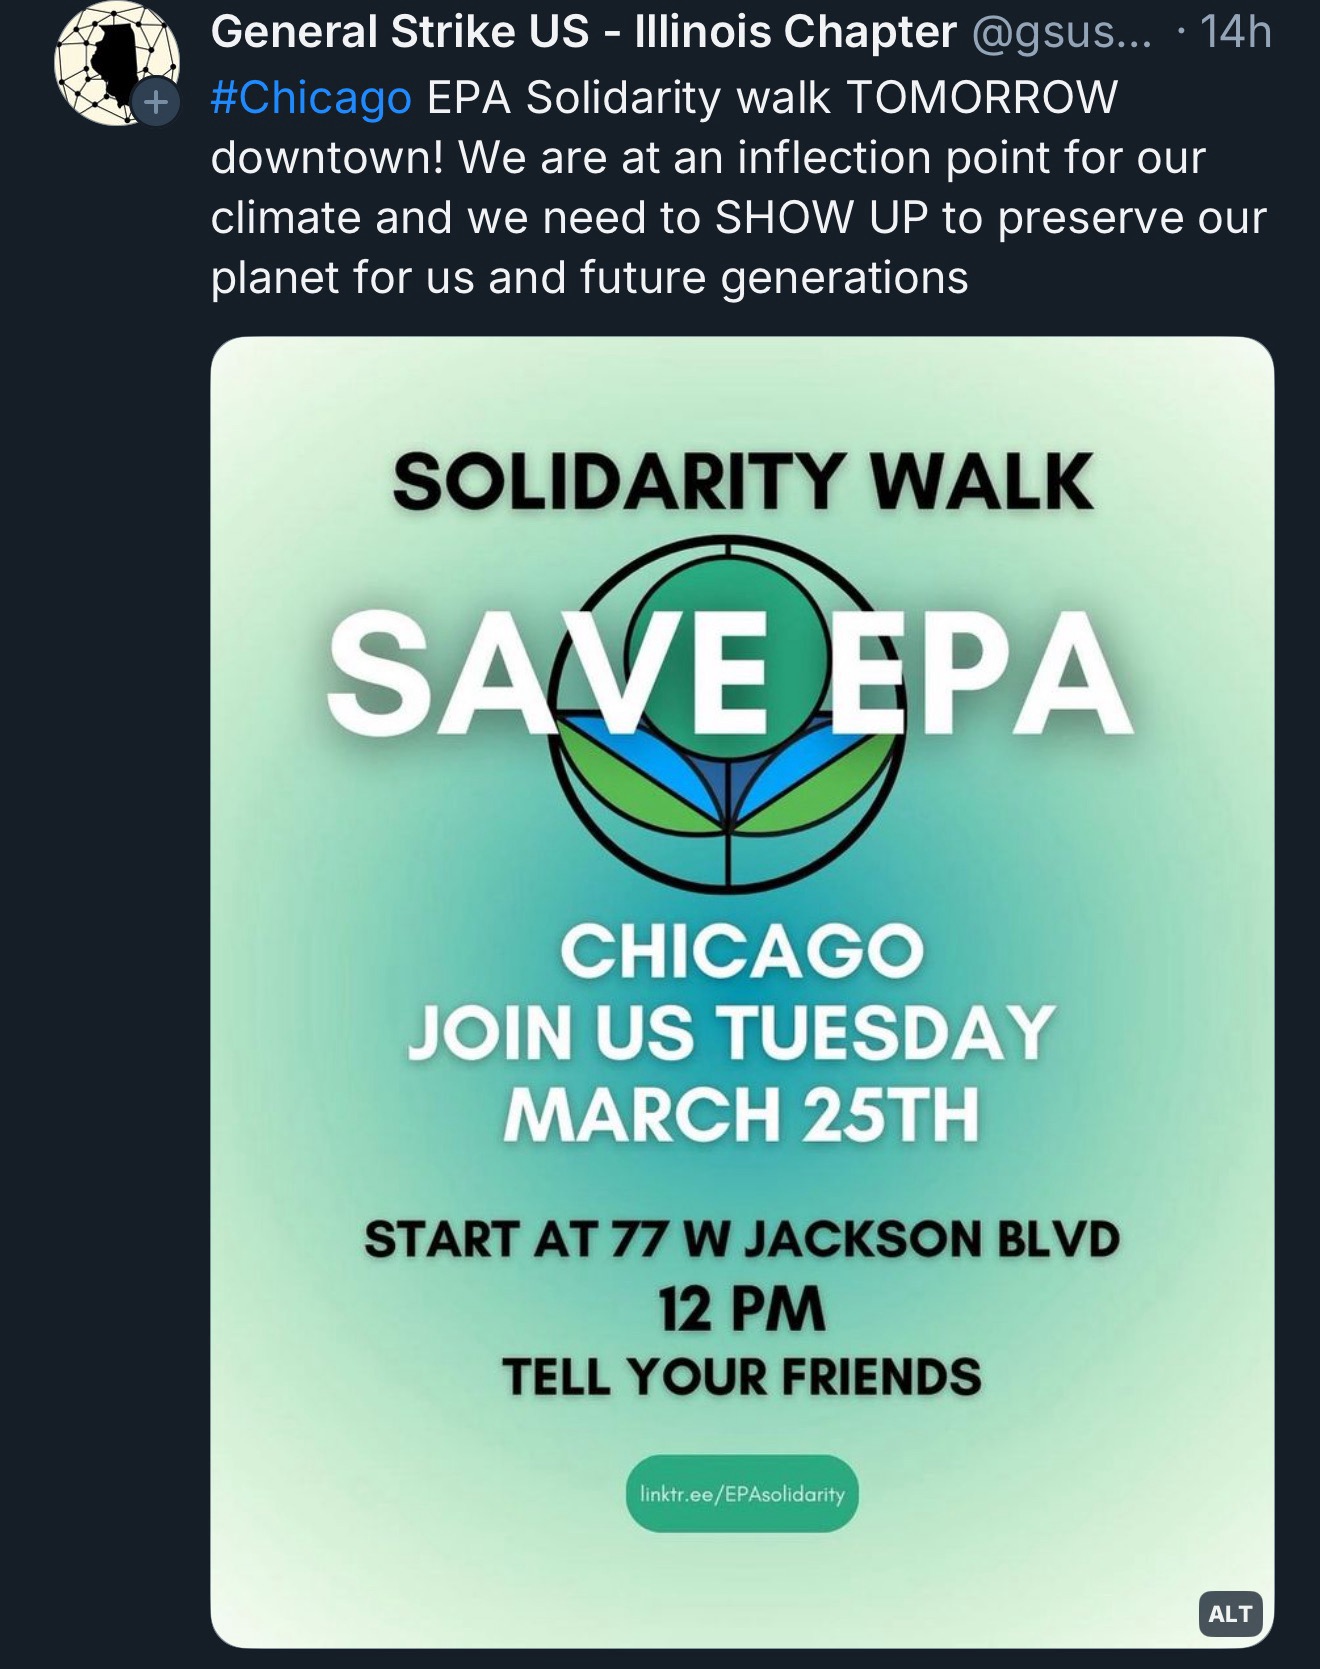 General Strike US - Illinois Chapter @gsus... · 14h
#Chicago EPA Solidarity walk TOMORROW
downtown! We are at an inflection point for our
climate and we need to SHOW UP to preserve our
planet for us and future generations
SOLIDARITY WALK
SAVE EPA
CHICAGO
JOIN US TUESDAY
MARCH 25TH
START AT 77 W JACKSON BLVD
12 PM
TELL YOUR FRIENDS
linktr.ee/EPAsolidarity
ALT